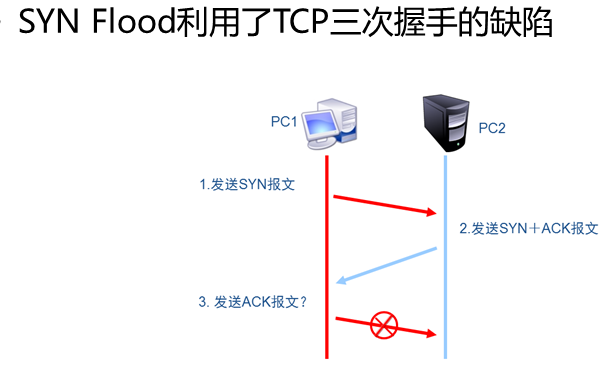 · SYN Flood利用了TCP三次握手的缺陷
PC1
PC2
1.发送SYN报文
2.发送SYN＋ACK报文
3. 发送ACK报文？